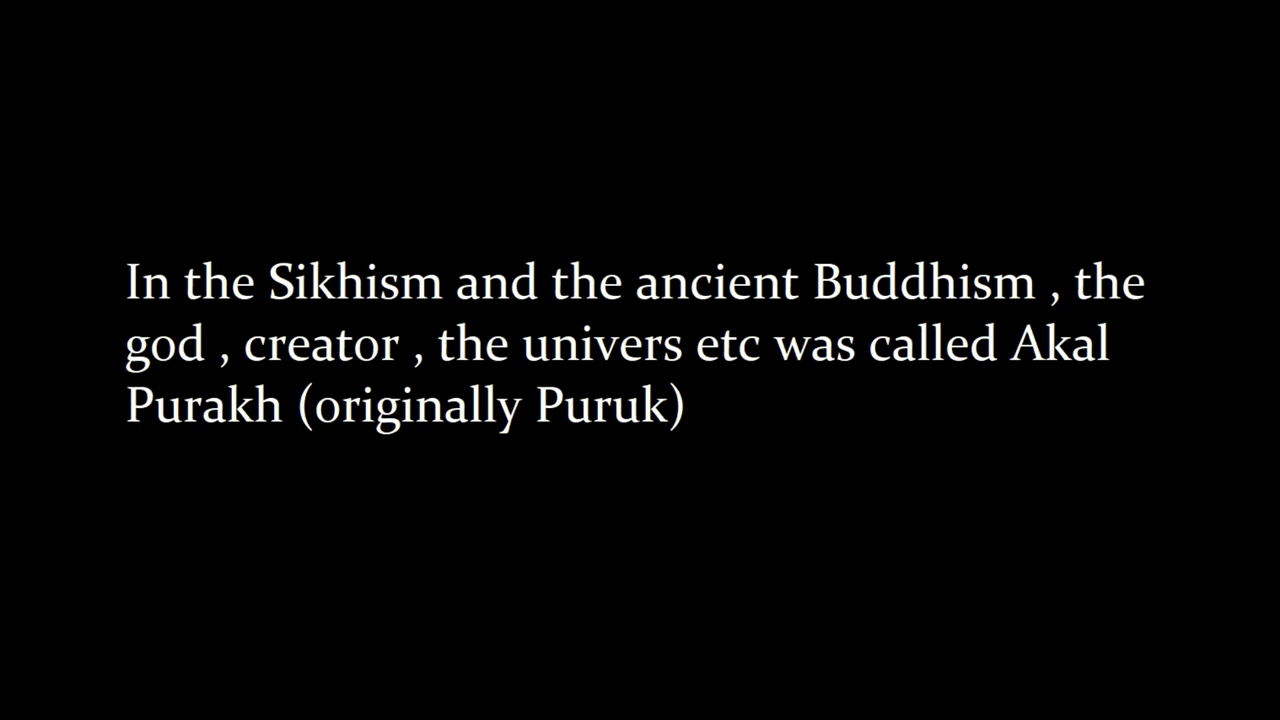 In the Sikhism and the ancient Buddhism , the
god , creator , the univers etc was called Akal
Purakh (originally Puruk)